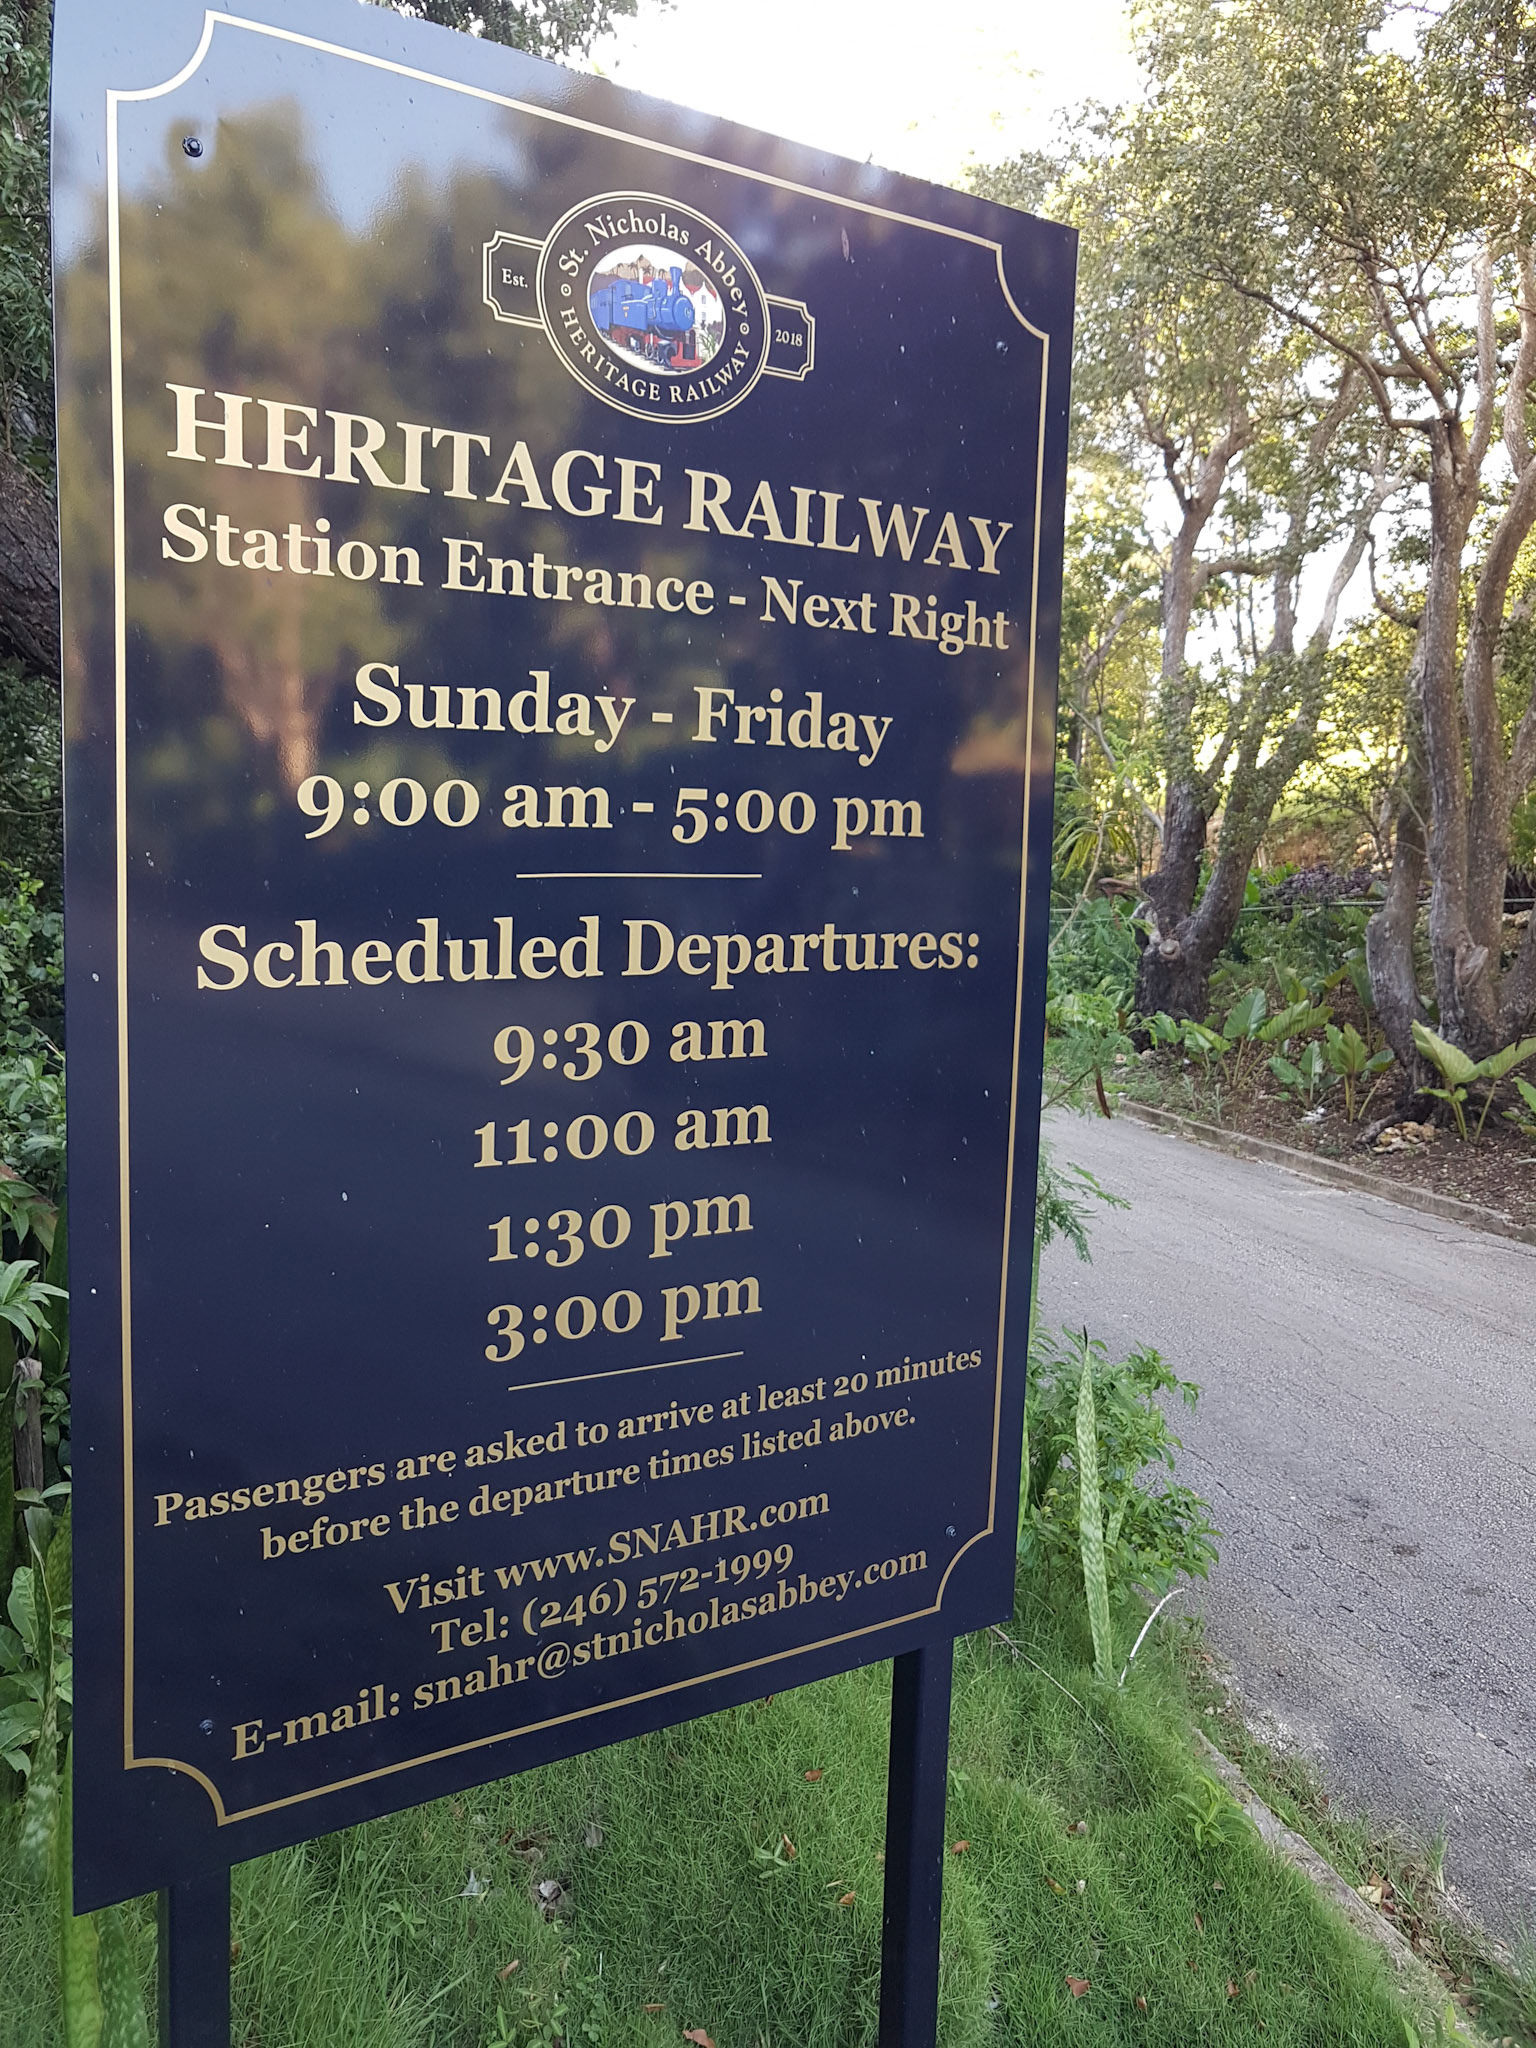 Est.
St. Nicholas Abbey
HERITAGE RAILWAY
2018
HERITAGE RAILWAY
Station Entrance - Next Right
Sunday - Friday
9:00 am - 5:00 pm
Scheduled Departures:
9:30 am
11:00 am
1:30 pm
3:00 pm
Passengers are asked to arrive at least 20 minutes
before the departure times listed above.
Visit www.SNAHR.com
Tel: (246) 572-1999
E-mail: snahr@stnicholasabbey.com